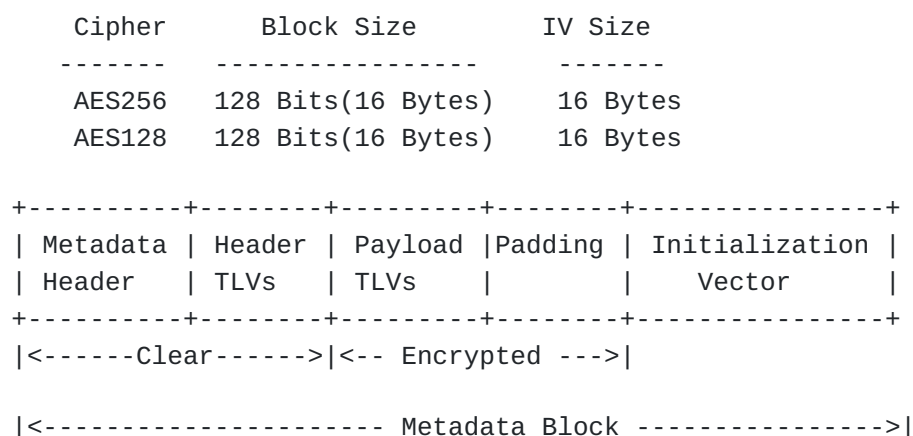 Cipher      Block Size        IV Size
   -------   -----------------     -------
    AES256   128 Bits(16 Bytes)    16 Bytes
    AES128   128 Bits(16 Bytes)    16 Bytes

+----------+--------+---------+--------+----------------+
| Metadata | Header | Payload |Padding | Initialization |
| Header   | TLVs   | TLVs    |        |    Vector      |
+----------+--------+---------+--------+----------------+
|<------Clear------>|<-- Encrypted --->|

|<---------------------- Metadata Block ---------------->|